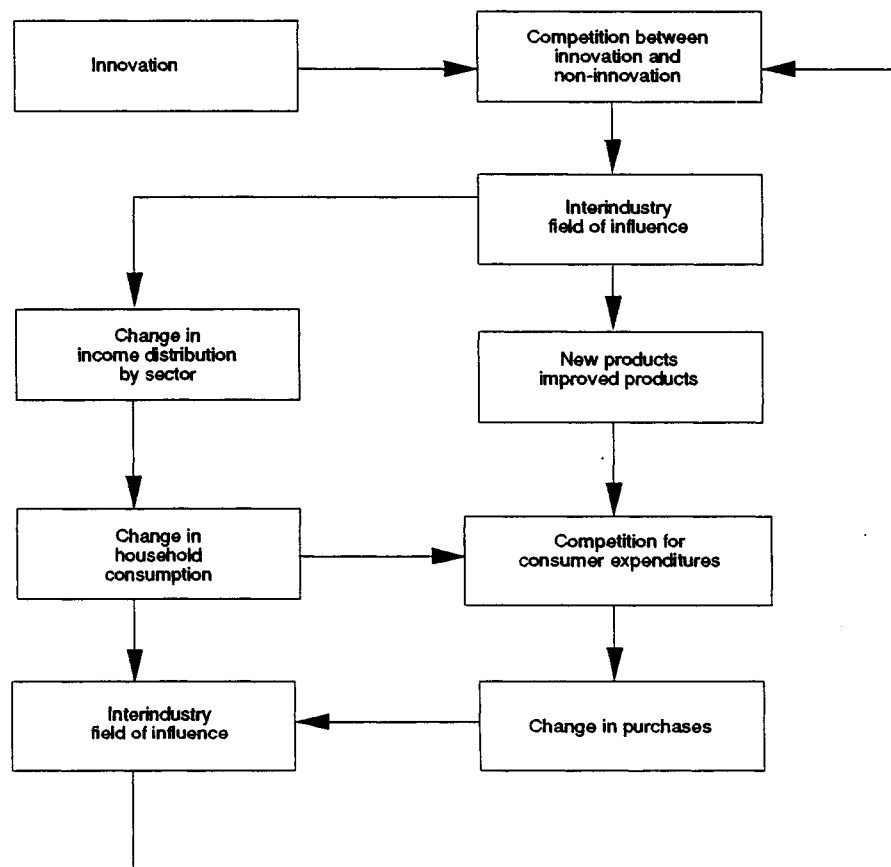 Innovation
Competition between
innovation and
non-innovation
Interindustry
field of influence
Change in
income distribution
by sector
New products
improved products
Change in
household
consumption
Competition for
consumer expenditures
Interindustry
field of influence
Change in purchases